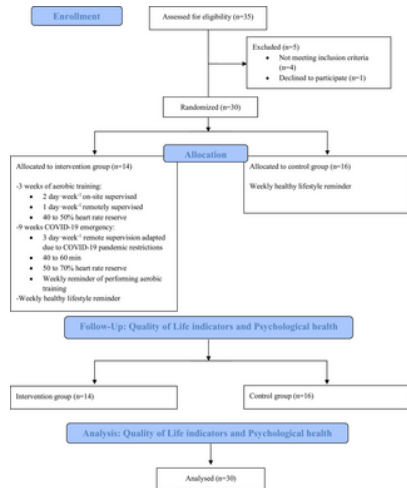 Enrollment
Assessed for eligibility (n=35)
Excluded (n=5)
• Not meeting inclusion criteria
(n=4)
• Declined to participate (n=1)
Randomized (n=30)
Allocation
Allocated to intervention group (n=14)
-3 weeks of aerobic training:
• 2 day·week⁻¹ on-site supervised
• 1 day·week⁻¹ remotely supervised
• 40 to 50% heart rate reserve
-9 weeks COVID-19 emergency:
• 3 day·week⁻¹ remote supervision adapted
due to COVID-19 pandemic restrictions
• 40 to 60 min
• 50 to 70% heart rate reserve
• Weekly reminder of performing aerobic
training
-Weekly healthy lifestyle reminder
Allocated to control group (n=16)
Weekly healthy lifestyle reminder
Follow-Up: Quality of Life indicators and Psychological health
Intervention group (n=14)
Control group (n=16)
Analysis: Quality of Life indicators and Psychological health
Analysed (n=30)